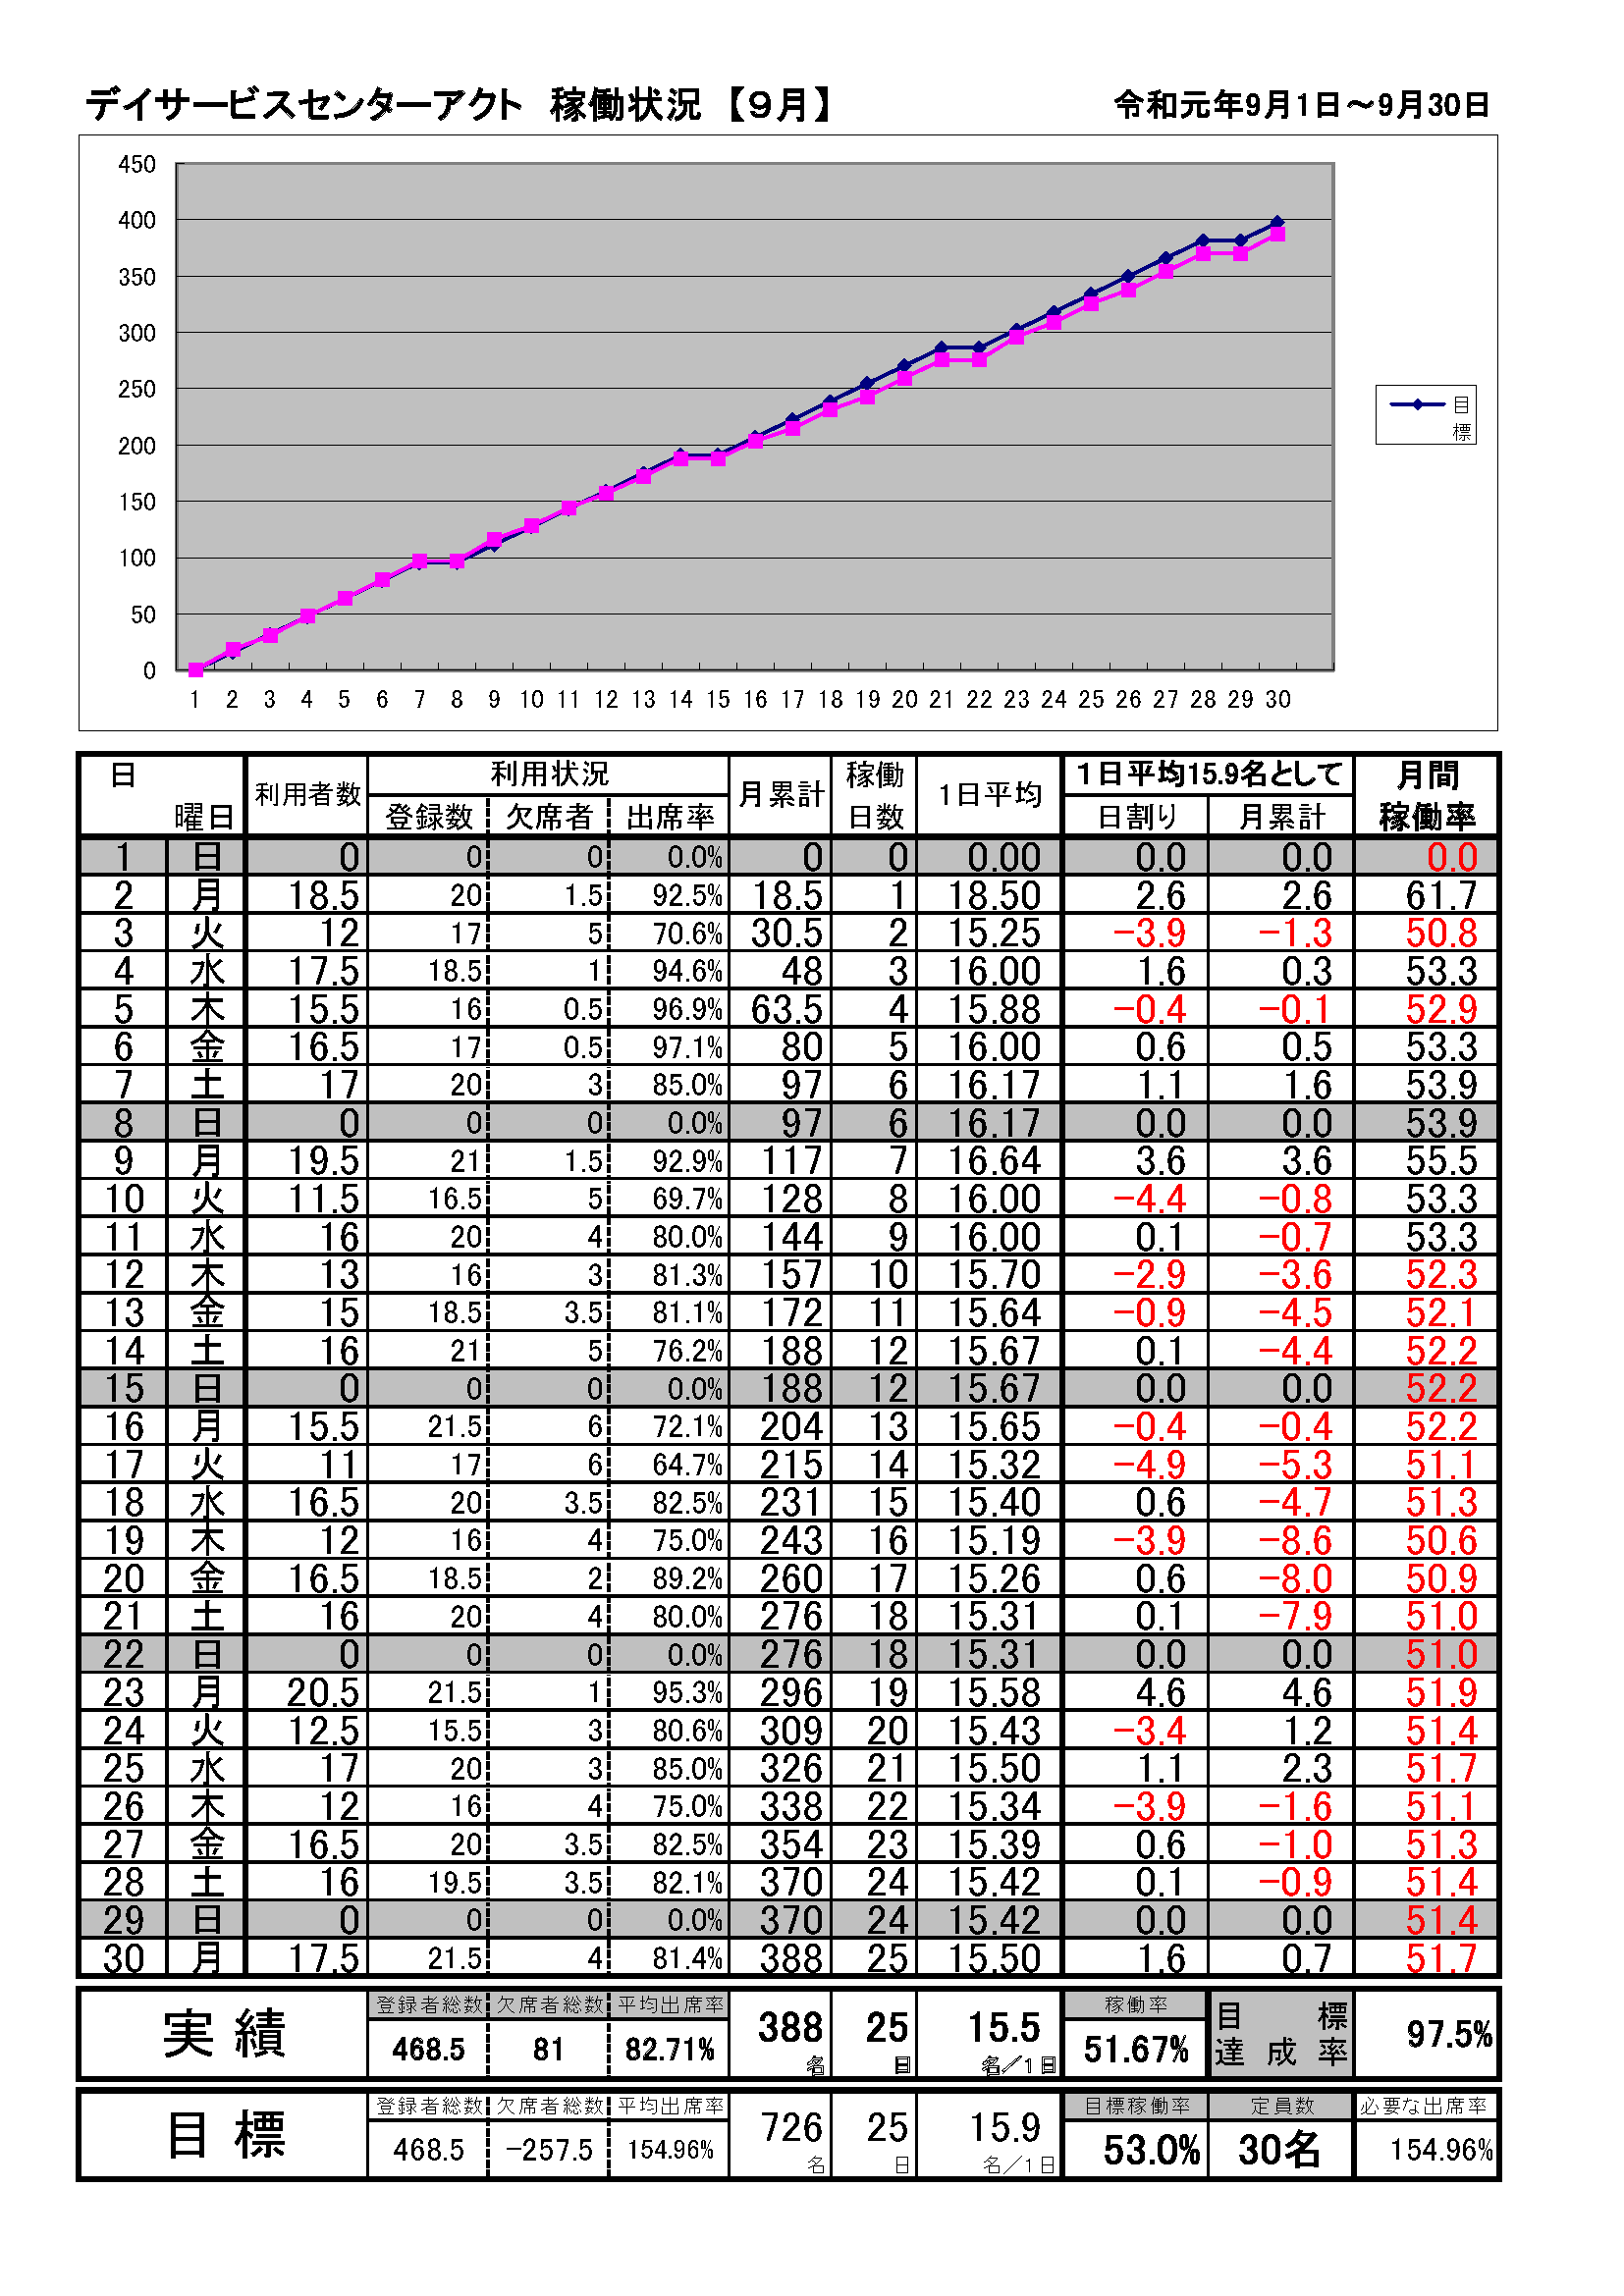 デイサービスセンターアクト 稼働状況【9月】 令和元年9月1日～9月30日
450
400
350
300
250
200
150
100
50
0
1 2 3 4 5 6 7 8 9 10 11 12 13 14 15 16 17 18 19 20 21 22 23 24 25 26 27 28 29 30
目
標
日 曜日 利用者数 利用状況 月累計 稼働日数 1日平均 1日平均15.9名として 月間稼働率
登録数 欠席者 出席率 日割り 月累計
1 日 0 0 0 0.0% 0 0 0.00 0.0 0.0 0.0
2 月 18.5 20 1.5 92.5% 18.5 1 18.50 2.6 2.6 61.7
3 火 12 17 5 70.6% 30.5 2 15.25 -3.9 -1.3 50.8
4 水 17.5 18.5 1 94.6% 48 3 16.00 1.6 0.3 53.3
5 木 15.5 16 0.5 96.9% 63.5 4 15.88 -0.4 -0.1 52.9
6 金 16.5 17 0.5 97.1% 80 5 16.00 0.6 0.5 53.3
7 土 17 20 3 85.0% 97 6 16.17 1.1 1.6 53.9
8 日 0 0 0 0.0% 97 6 16.17 0.0 0.0 53.9
9 月 19.5 21 1.5 92.9% 117 7 16.64 3.6 3.6 55.5
10 火 11.5 16.5 5 69.7% 128 8 16.00 -4.4 -0.8 53.3
11 水 16 20 4 80.0% 144 9 16.00 0.1 -0.7 53.3
12 木 13 16 3 81.3% 157 10 15.70 -2.9 -3.6 52.3
13 金 15 18.5 3.5 81.1% 172 11 15.64 -0.9 -4.5 52.1
14 土 16 21 5 76.2% 188 12 15.67 0.1 -4.4 52.2
15 日 0 0 0 0.0% 188 12 15.67 0.0 0.0 52.2
16 月 15.5 21.5 6 72.1% 204 13 15.65 -0.4 -0.4 52.2
17 火 11 17 6 64.7% 215 14 15.32 -4.9 -5.3 51.1
18 水 16.5 20 3.5 82.5% 231 15 15.40 0.6 -4.7 51.3
19 木 12 16 4 75.0% 243 16 15.19 -3.9 -8.6 50.6
20 金 16.5 18.5 2 89.2% 260 17 15.26 0.6 -8.0 50.9
21 土 16 20 4 80.0% 276 18 15.31 0.1 -7.9 51.0
22 日 0 0 0 0.0% 276 18 15.31 0.0 0.0 51.0
23 月 20.5 21.5 1 95.3% 296 19 15.58 4.6 4.6 51.9
24 火 12.5 15.5 3 80.6% 309 20 15.43 -3.4 1.2 51.4
25 水 17 20 3 85.0% 326 21 15.50 1.1 2.3 51.7
26 木 12 16 4 75.0% 338 22 15.34 -3.9 -1.6 51.1
27 金 16.5 20 3.5 82.5% 354 23 15.39 0.6 -1.0 51.3
28 土 16 19.5 3.5 82.1% 370 24 15.42 0.1 -0.9 51.4
29 日 0 0 0 0.0% 370 24 15.42 0.0 0.0 51.4
30 月 17.5 21.5 4 81.4% 388 25 15.50 1.6 0.7 51.7
実績 登録者総数 欠席者総数 平均出席率 388名 25日 15.5名/1日 稼働率 目標達成率 97.5%
468.5 81 82.71% 51.67%
目標 登録者総数 欠席者総数 平均出席率 726名 25日 15.9名/1日 目標稼働率 定員数 必要な出席率
468.5 -257.5 154.96% 53.0% 30名 154.96%